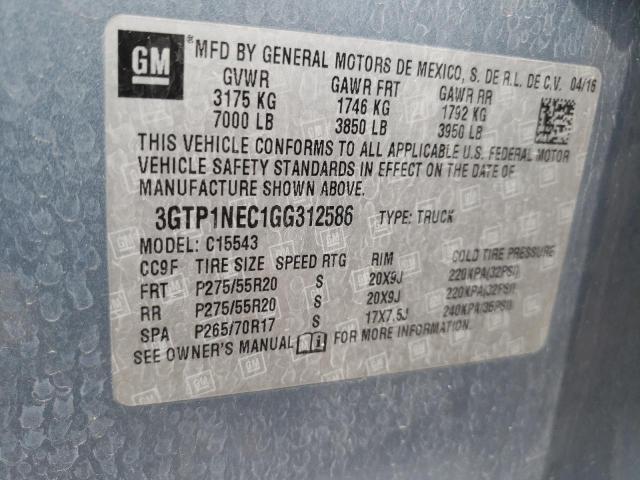 GM ® MFD BY GENERAL MOTORS DE MEXICO, S. DE R.L. DE C.V. 04/16
GVWR GAWR FRT GAWR RR
3175 KG 1746 KG 1792 KG
7000 LB 3850 LB 3950 LB
THIS VEHICLE CONFORMS TO ALL APPLICABLE U.S. FEDERAL MOTOR
VEHICLE SAFETY STANDARDS IN EFFECT ON THE DATE OF
MANUFACTURE SHOWN ABOVE.
3GTP1NEC1GG312586 TYPE: TRUCK
MODEL: C15543
CC9F TIRE SIZE SPEED RTG RIM COLD TIRE PRESSURE
FRT P275/55R20 S 20X9J 220KPA(32PSI)
RR P275/55R20 S 20X9J 220KPA(32PSI)
SPA P265/70R17 S 17X7.5J 240KPA(35PSI)
SEE OWNER'S MANUAL FOR MORE INFORMATION.